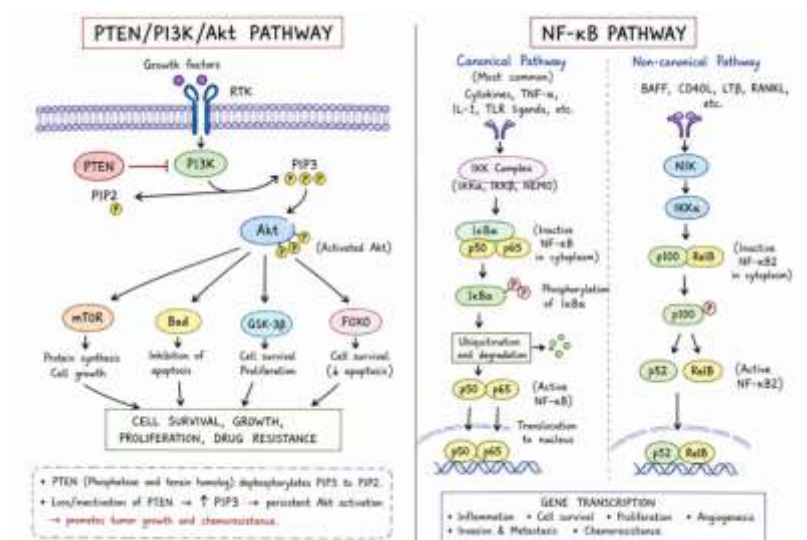 PTEN/PI3K/Akt PATHWAY
Growth factors
RTK
PTEN
PI3K
PIP3
P P P
PIP2
P
Akt
P P P
(Activated Akt)
mTOR
Bad
GSK-3β
FOXO
Protein synthesis
Cell growth
Inhibition of
apoptosis
Cell survival
Proliferation
Cell survival
(↓ apoptosis)
CELL SURVIVAL, GROWTH,
PROLIFERATION, DRUG RESISTANCE
• PTEN (Phosphatase and tensin homolog) dephosphorylates PIP3 to PIP2.
• Loss/inactivation of PTEN → ↑ PIP3 → persistent Akt activation
→ promotes tumor growth and chemoresistance.
NF-κB PATHWAY
Canonical Pathway
(Most common)
Cytokines, TNF-α,
IL-1, TLR ligands, etc.
IKK Complex
(IKKα, IKKβ, NEMO)
IκBα
p50 p65
(Inactive
NF-κB
in cytoplasm)
IκBα
P P
Phosphorylation
of IκBα
Ubiquitination
and degradation
p50 p65
(Active
NF-κB)
Translocation
to nucleus
p50 p65
Non-canonical Pathway
BAFF, CD40L, LTβ, RANKL,
etc.
NIK
IKKα
p100 RelB
(Inactive
NF-κB2
in cytoplasm)
p100
P
p52 RelB
(Active
NF-κB2)
p52 RelB
GENE TRANSCRIPTION
• Inflammation • Cell survival • Proliferation • Angiogenesis
• Invasion & Metastasis • Chemoresistance